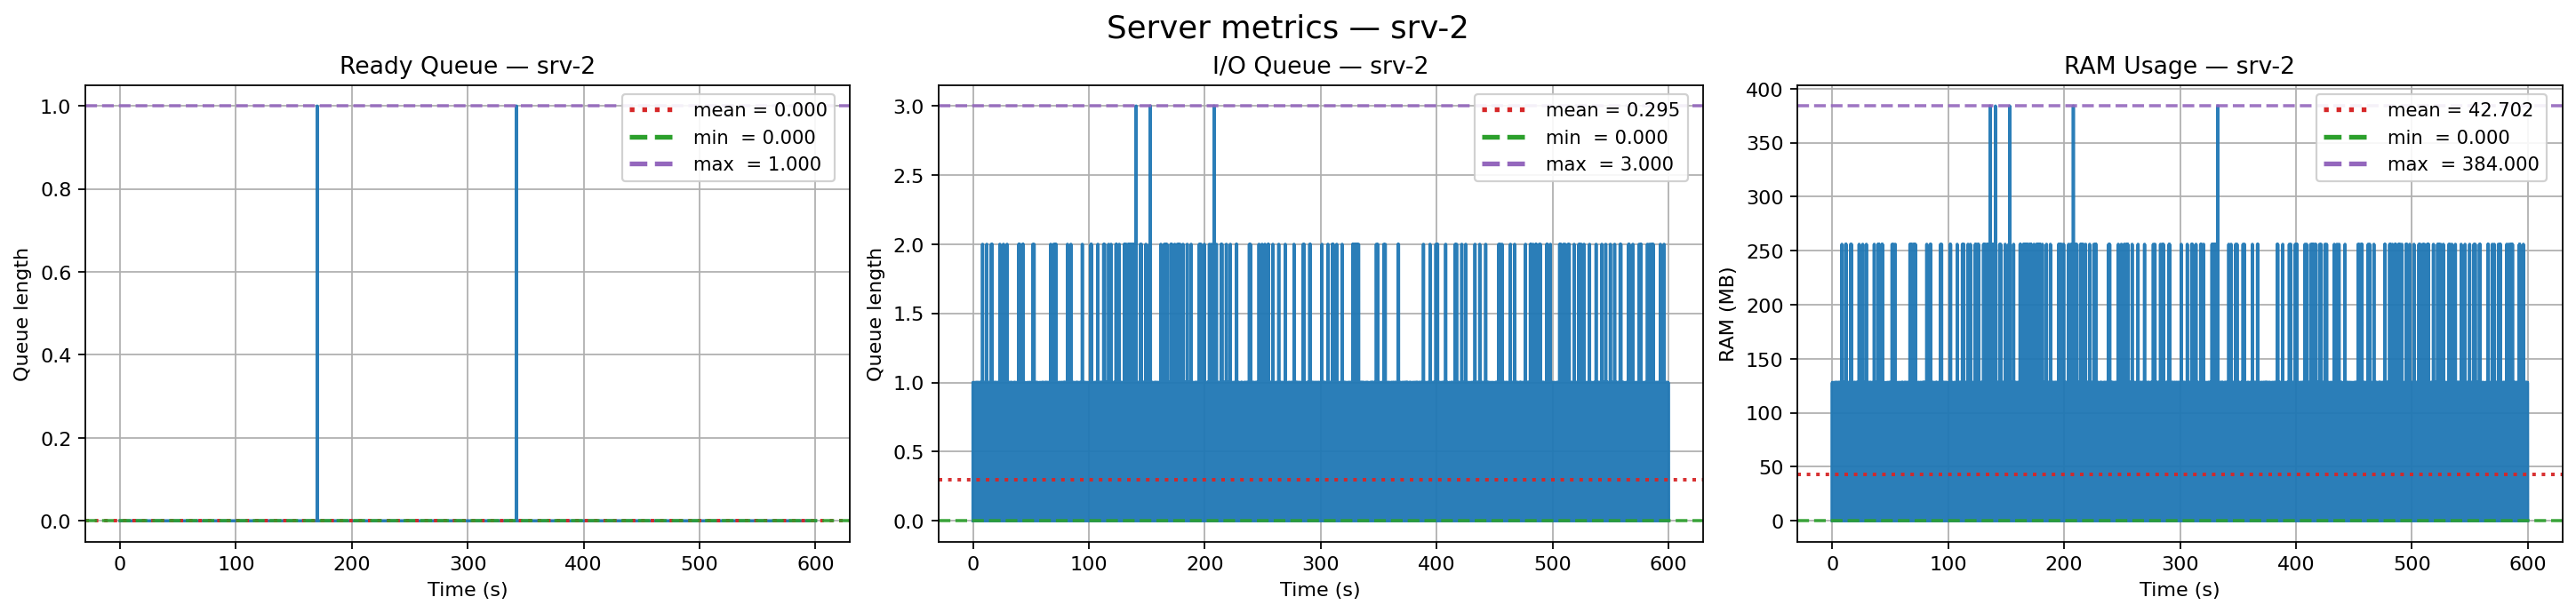 Server metrics — srv-2
Ready Queue — srv-2
Queue length
1.0
0.8
0.6
0.4
0.2
0.0
mean = 0.000
min = 0.000
max = 1.000
0 100 200 300 400 500 600
Time (s)
I/O Queue — srv-2
Queue length
3.0
2.5
2.0
1.5
1.0
0.5
0.0
mean = 0.295
min = 0.000
max = 3.000
0 100 200 300 400 500 600
Time (s)
RAM Usage — srv-2
RAM (MB)
400
350
300
250
200
150
100
50
0
mean = 42.702
min = 0.000
max = 384.000
0 100 200 300 400 500 600
Time (s)